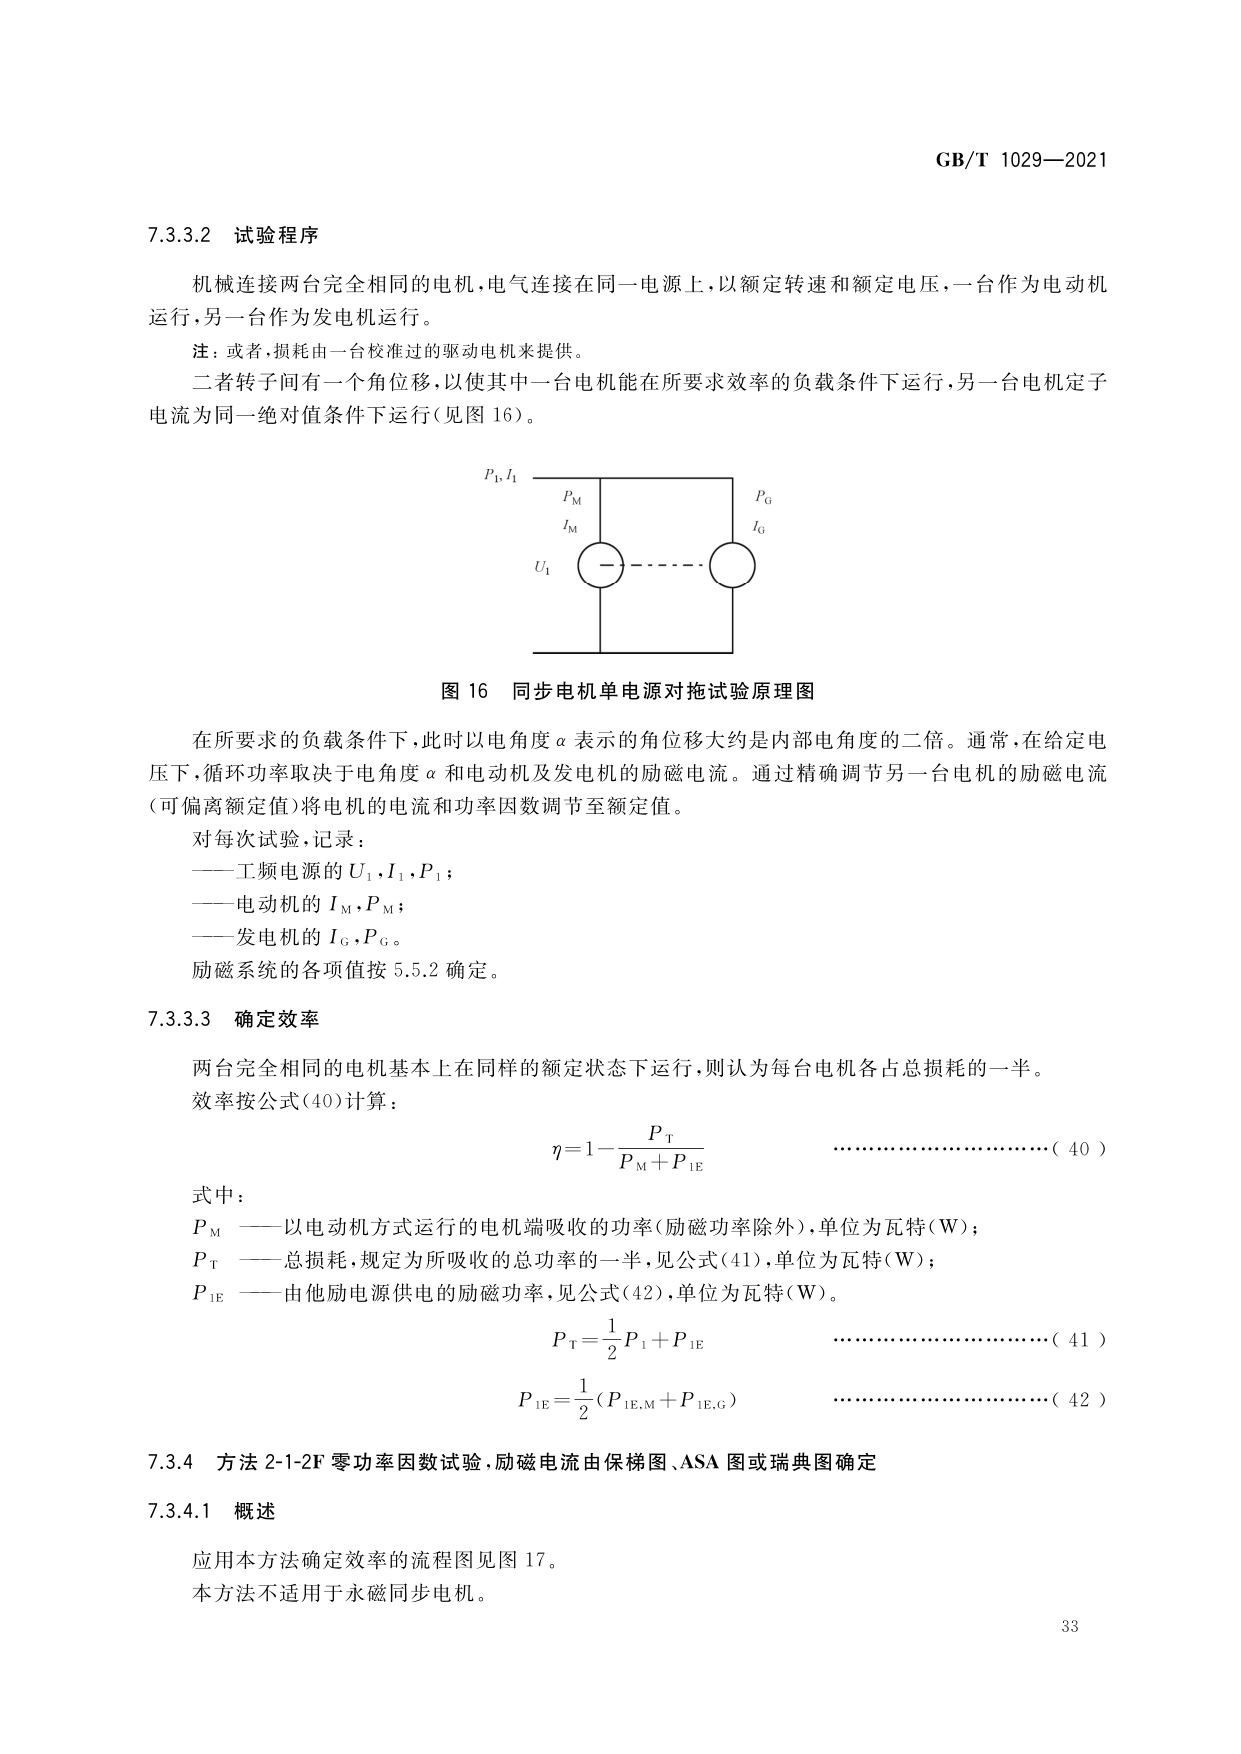 GB/T 1029—2021
7.3.3.2 试验程序
机械连接两台完全相同的电机,电气连接在同一电源上,以额定转速和额定电压,一台作为电动机
运行,另一台作为发电机运行。
注:或者,损耗由一台校准过的驱动电机来提供。
二者转子间有一个角位移,以使其中一台电机能在所要求效率的负载条件下运行,另一台电机定子
电流为同一绝对值条件下运行(见图 16)。
P₁,I₁
P_M P_G
I_M I_G
U₁
图 16 同步电机单电源对拖试验原理图
在所要求的负载条件下,此时以电角度 α 表示的角位移大约是内部电角度的二倍。通常,在给定电
压下,循环功率取决于电角度 α 和电动机及发电机的励磁电流。通过精确调节另一台电机的励磁电流
(可偏离额定值)将电机的电流和功率因数调节至额定值。
对每次试验,记录:
——工频电源的 U₁,I₁,P₁;
——电动机的 I_M,P_M;
——发电机的 I_G,P_G。
励磁系统的各项值按 5.5.2 确定。
7.3.3.3 确定效率
两台完全相同的电机基本上在同样的额定状态下运行,则认为每台电机各占总损耗的一半。
效率按公式(40)计算:
η=1−P_T/(P_M+P_1E) …………………………( 40 )
式中:
P_M ——以电动机方式运行的电机端吸收的功率(励磁功率除外),单位为瓦特(W);
P_T ——总损耗,规定为所吸收的总功率的一半,见公式(41),单位为瓦特(W);
P_1E ——由他励电源供电的励磁功率,见公式(42),单位为瓦特(W)。
P_T=1/2 P₁+P_1E …………………………( 41 )
P_1E=1/2(P_1E,M+P_1E,G) …………………………( 42 )
7.3.4 方法 2-1-2F 零功率因数试验,励磁电流由保梯图、ASA 图或瑞典图确定
7.3.4.1 概述
应用本方法确定效率的流程图见图 17。
本方法不适用于永磁同步电机。
33